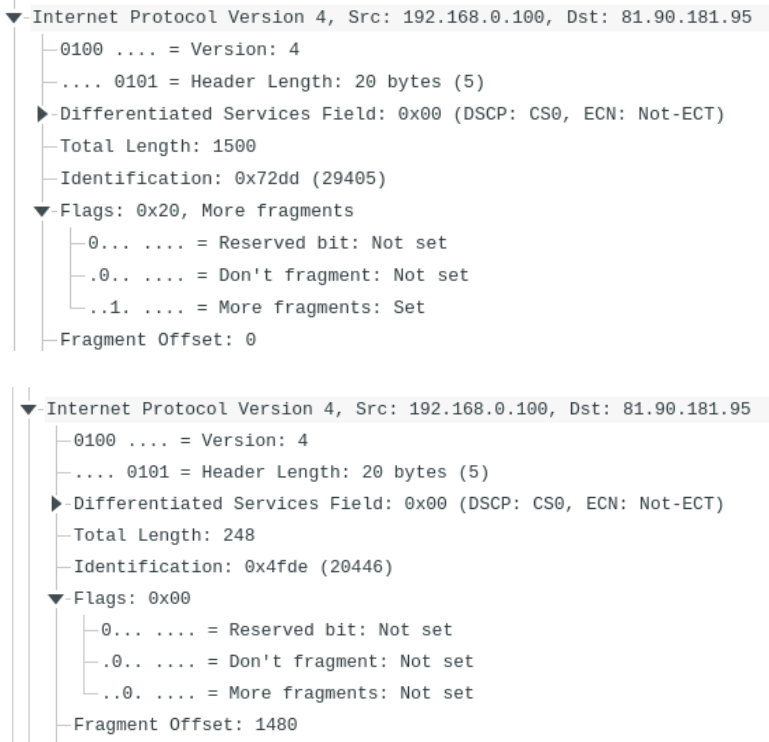 Internet Protocol Version 4, Src: 192.168.0.100, Dst: 81.90.181.95
0100 .... = Version: 4
.... 0101 = Header Length: 20 bytes (5)
Differentiated Services Field: 0x00 (DSCP: CS0, ECN: Not-ECT)
Total Length: 1500
Identification: 0x72dd (29405)
Flags: 0x20, More fragments
0... .... = Reserved bit: Not set
.0.. .... = Don't fragment: Not set
..1. .... = More fragments: Set
Fragment Offset: 0
Internet Protocol Version 4, Src: 192.168.0.100, Dst: 81.90.181.95
0100 .... = Version: 4
.... 0101 = Header Length: 20 bytes (5)
Differentiated Services Field: 0x00 (DSCP: CS0, ECN: Not-ECT)
Total Length: 248
Identification: 0x4fde (20446)
Flags: 0x00
0... .... = Reserved bit: Not set
.0.. .... = Don't fragment: Not set
..0. .... = More fragments: Not set
Fragment Offset: 1480